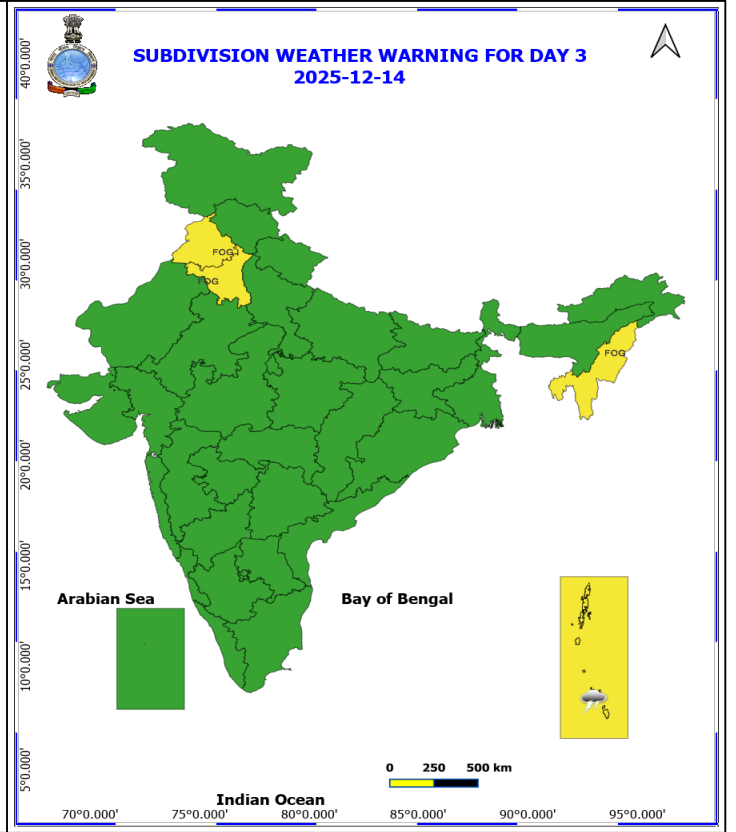 SUBDIVISION WEATHER WARNING FOR DAY 3
2025-12-14
40°0.000'
35°0.000'
30°0.000'
25°0.000'
20°0.000'
15°0.000'
10°0.000'
5°0.000'
FOG
FOG
FOG
Arabian Sea
Bay of Bengal
0 250 500 km
Indian Ocean
70°0.000' 75°0.000' 80°0.000' 85°0.000' 90°0.000' 95°0.000'